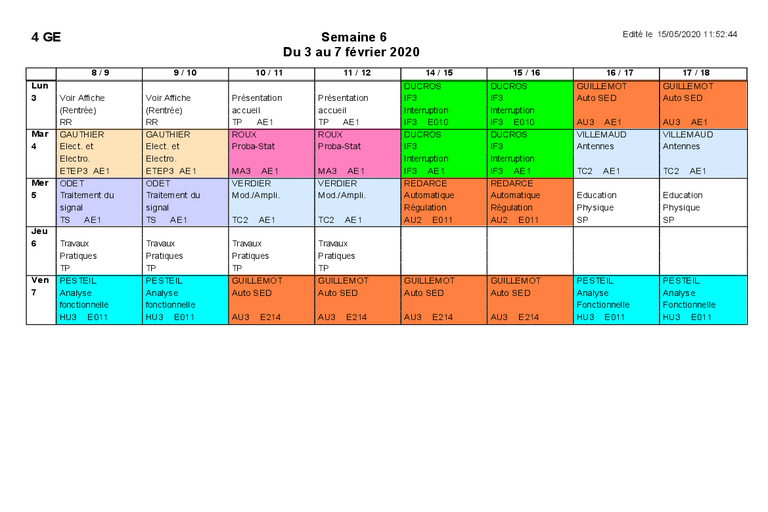 4 GE
Semaine 6
Du 3 au 7 février 2020
Edité le 15/05/2020 11:52:44
8 / 9 9 / 10 10 / 11 11 / 12 14 / 15 15 / 16 16 / 17 17 / 18
Lun DUCROS DUCROS GUILLEMOT GUILLEMOT
3 Voir Affiche Voir Affiche Présentation Présentation IF3 IF3 Auto SED Auto SED
(Rentrée) (Rentrée) accueil accueil Interruption Interruption
RR RR TP AE1 TP AE1 IF3 E010 IF3 E010 AU3 AE1 AU3 AE1
Mar GAUTHIER GAUTHIER ROUX ROUX DUCROS DUCROS VILLEMAUD VILLEMAUD
4 Elect. et Elect. et Proba-Stat Proba-Stat IF3 IF3 Antennes Antennes
Electro. Electro. Interruption Interruption
ETEP3 AE1 ETEP3 AE1 MA3 AE1 MA3 AE1 IF3 AE1 IF3 AE1 TC2 AE1 TC2 AE1
Mer ODET ODET VERDIER VERDIER REDARCE REDARCE
5 Traitement du Traitement du Mod./Ampli. Mod./Ampli. Automatique Automatique Education Education
signal signal Régulation Régulation Physique Physique
TS AE1 TS AE1 TC2 AE1 TC2 AE1 AU2 E011 AU2 E011 SP SP
Jeu
6 Travaux Travaux Travaux Travaux
Pratiques Pratiques Pratiques Pratiques
TP TP TP TP
Ven PESTEIL PESTEIL GUILLEMOT GUILLEMOT GUILLEMOT GUILLEMOT PESTEIL PESTEIL
7 Analyse Analyse Auto SED Auto SED Auto SED Auto SED Analyse Analyse
fonctionnelle fonctionnelle Fonctionnelle Fonctionnelle
HU3 E011 HU3 E011 AU3 E214 AU3 E214 AU3 E214 AU3 E214 HU3 E011 HU3 E011